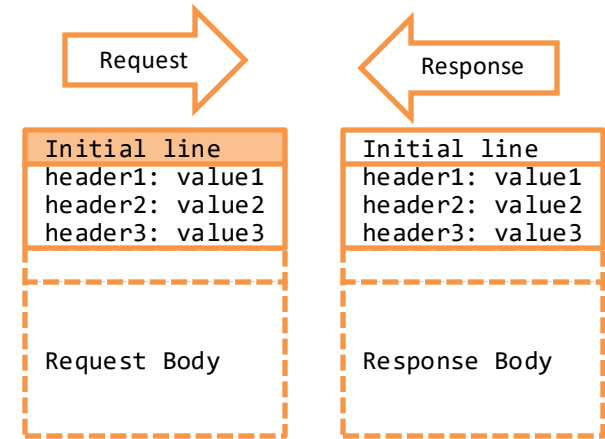 Request
Response
Initial line
header1: value1
header2: value2
header3: value3
Request Body
Initial line
header1: value1
header2: value2
header3: value3
Response Body